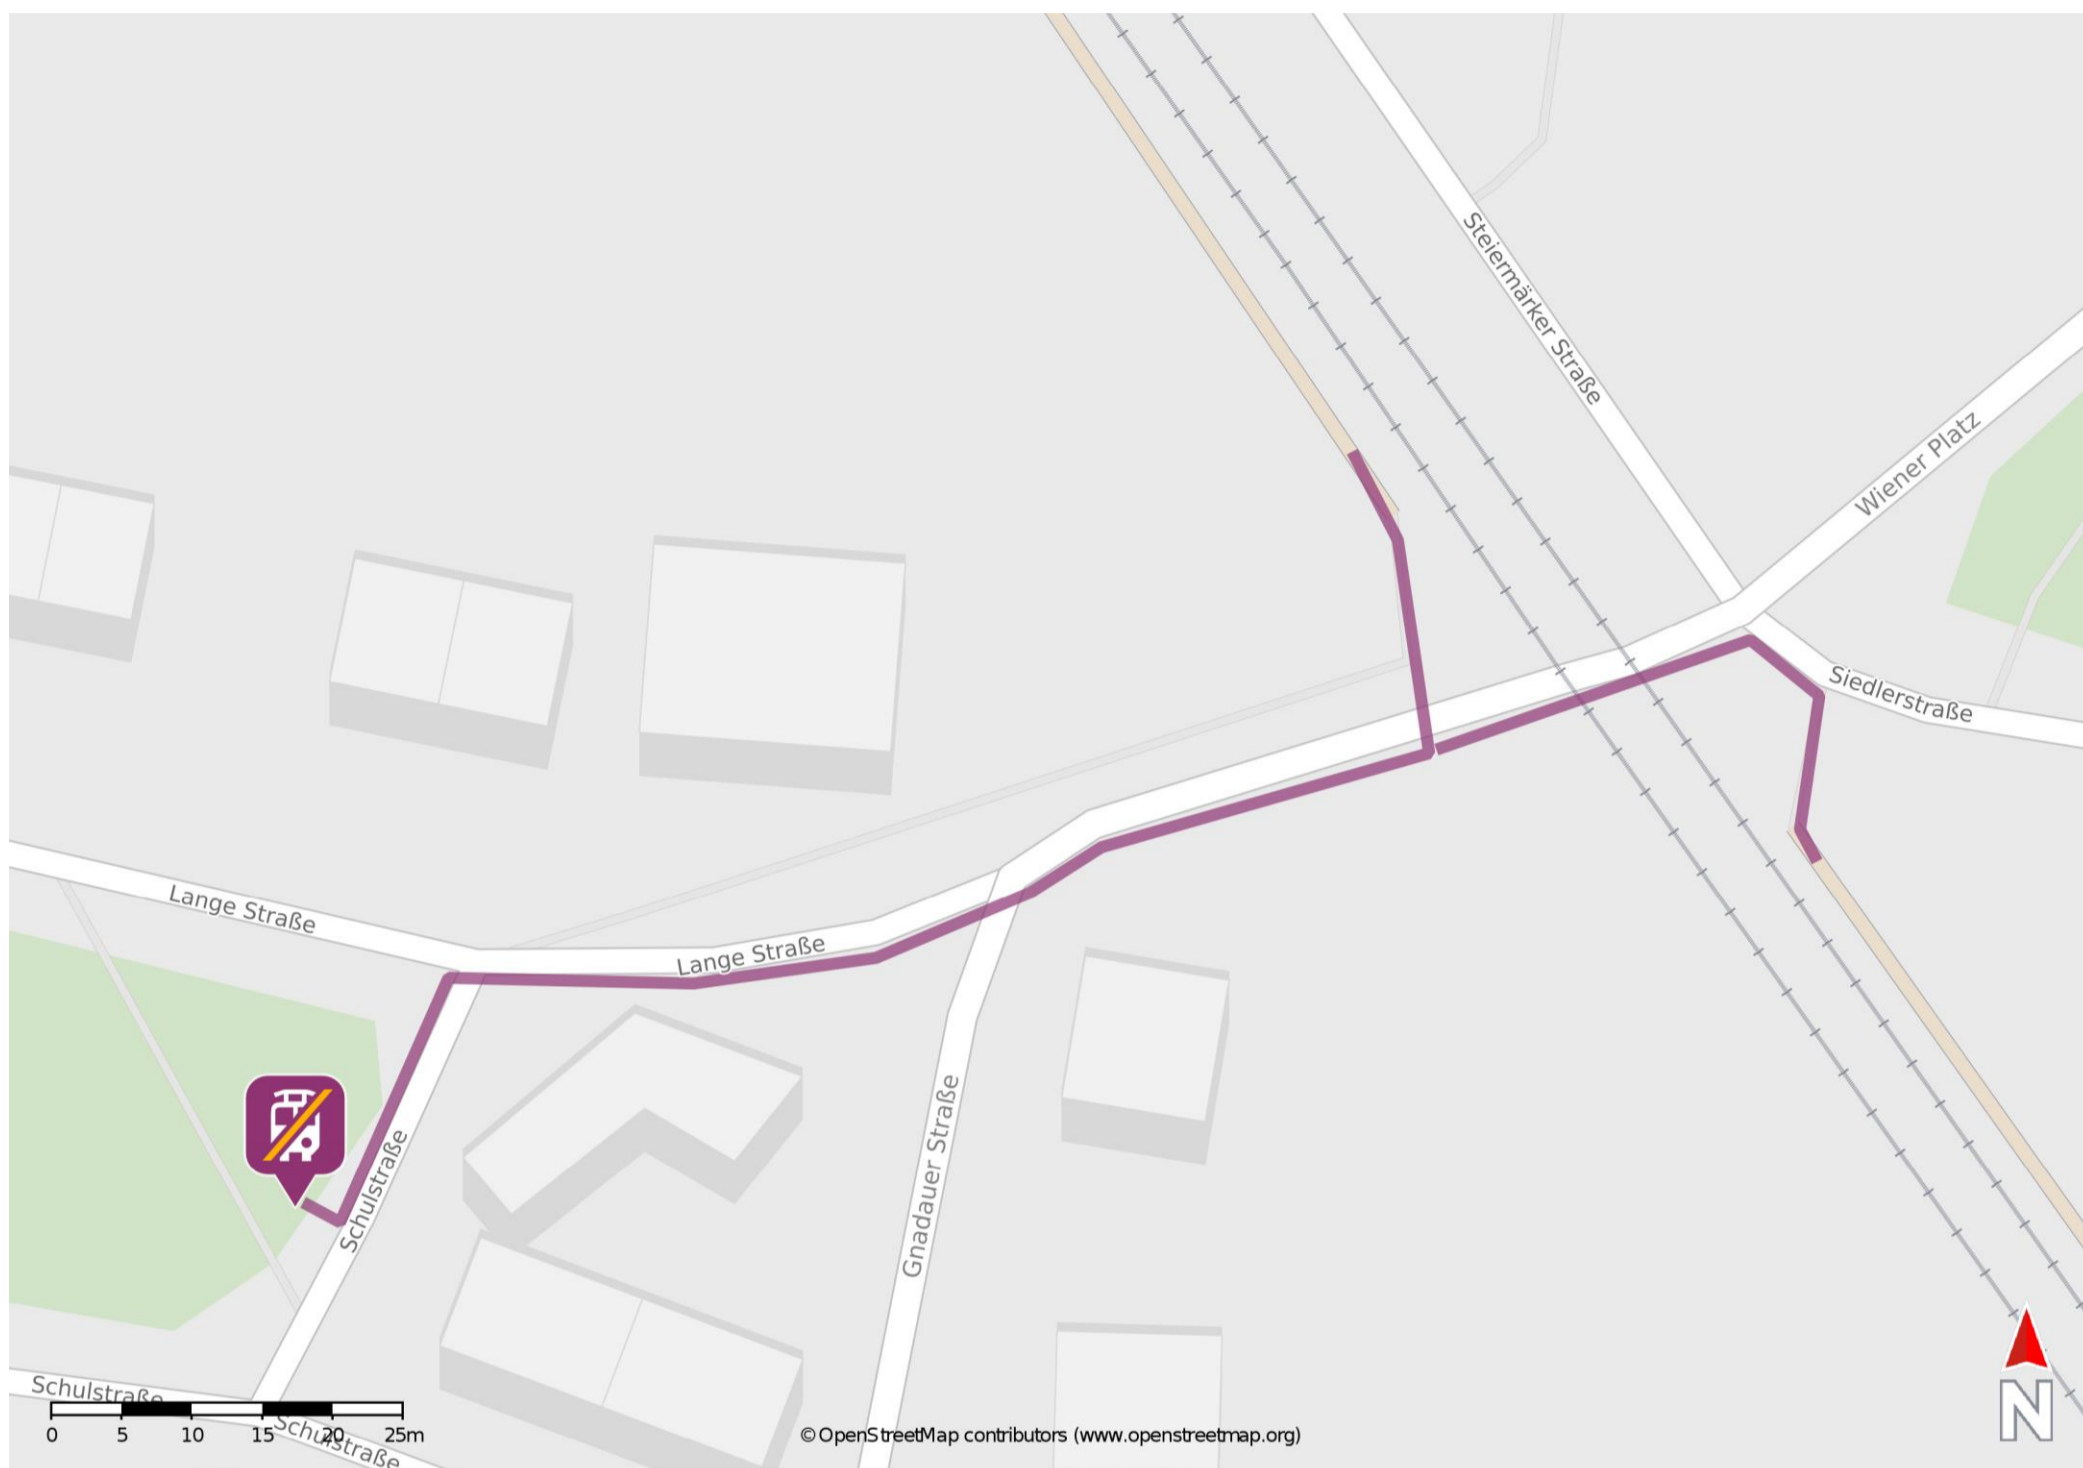 Steiermärker Straße
Wiener Platz
Siedlerstraße
Lange Straße
Lange Straße
Schulstraße
Gnadauer Straße
Schulstraße
Schulstraße
0 5 10 15 20 25m
© OpenStreetMap contributors (www.openstreetmap.org)
N